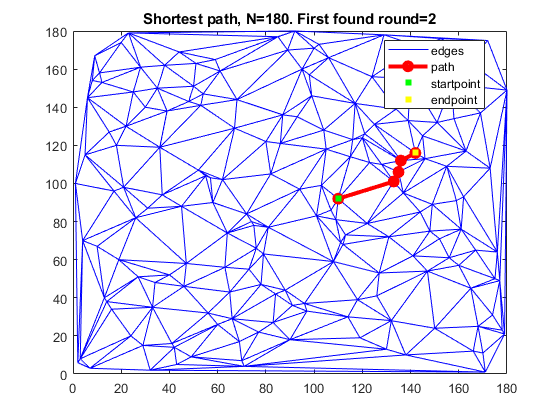 Shortest path, N=180. First found round=2
180
160
140
120
100
80
60
40
20
0
edges
path
startpoint
endpoint
0 20 40 60 80 100 120 140 160 180